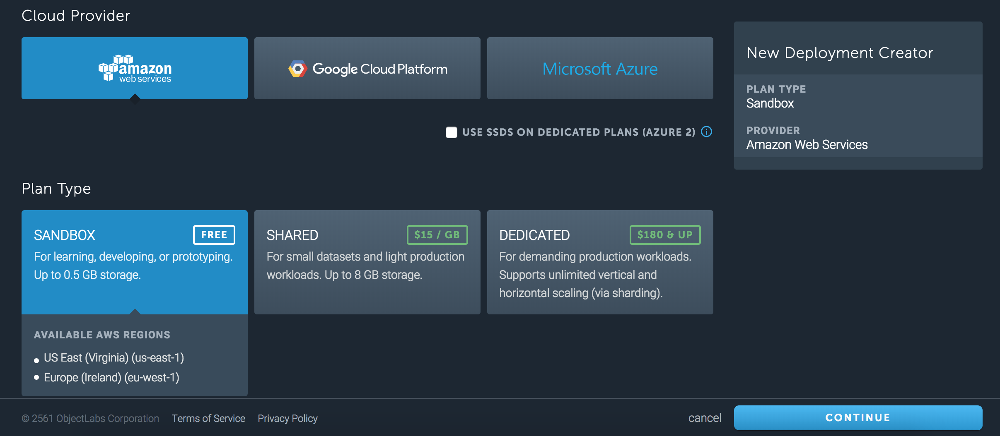 Cloud Provider
amazon
web services
Google Cloud Platform
Microsoft Azure
USE SSDS ON DEDICATED PLANS (AZURE 2)
New Deployment Creator
PLAN TYPE
Sandbox
PROVIDER
Amazon Web Services
Plan Type
SANDBOX
FREE
For learning, developing, or prototyping.
Up to 0.5 GB storage.
SHARED
$15 / GB
For small datasets and light production
workloads. Up to 8 GB storage.
DEDICATED
$180 & UP
For demanding production workloads.
Supports unlimited vertical and
horizontal scaling (via sharding).
AVAILABLE AWS REGIONS
• US East (Virginia) (us-east-1)
• Europe (Ireland) (eu-west-1)
© 2561 ObjectLabs Corporation
Terms of Service
Privacy Policy
cancel
CONTINUE